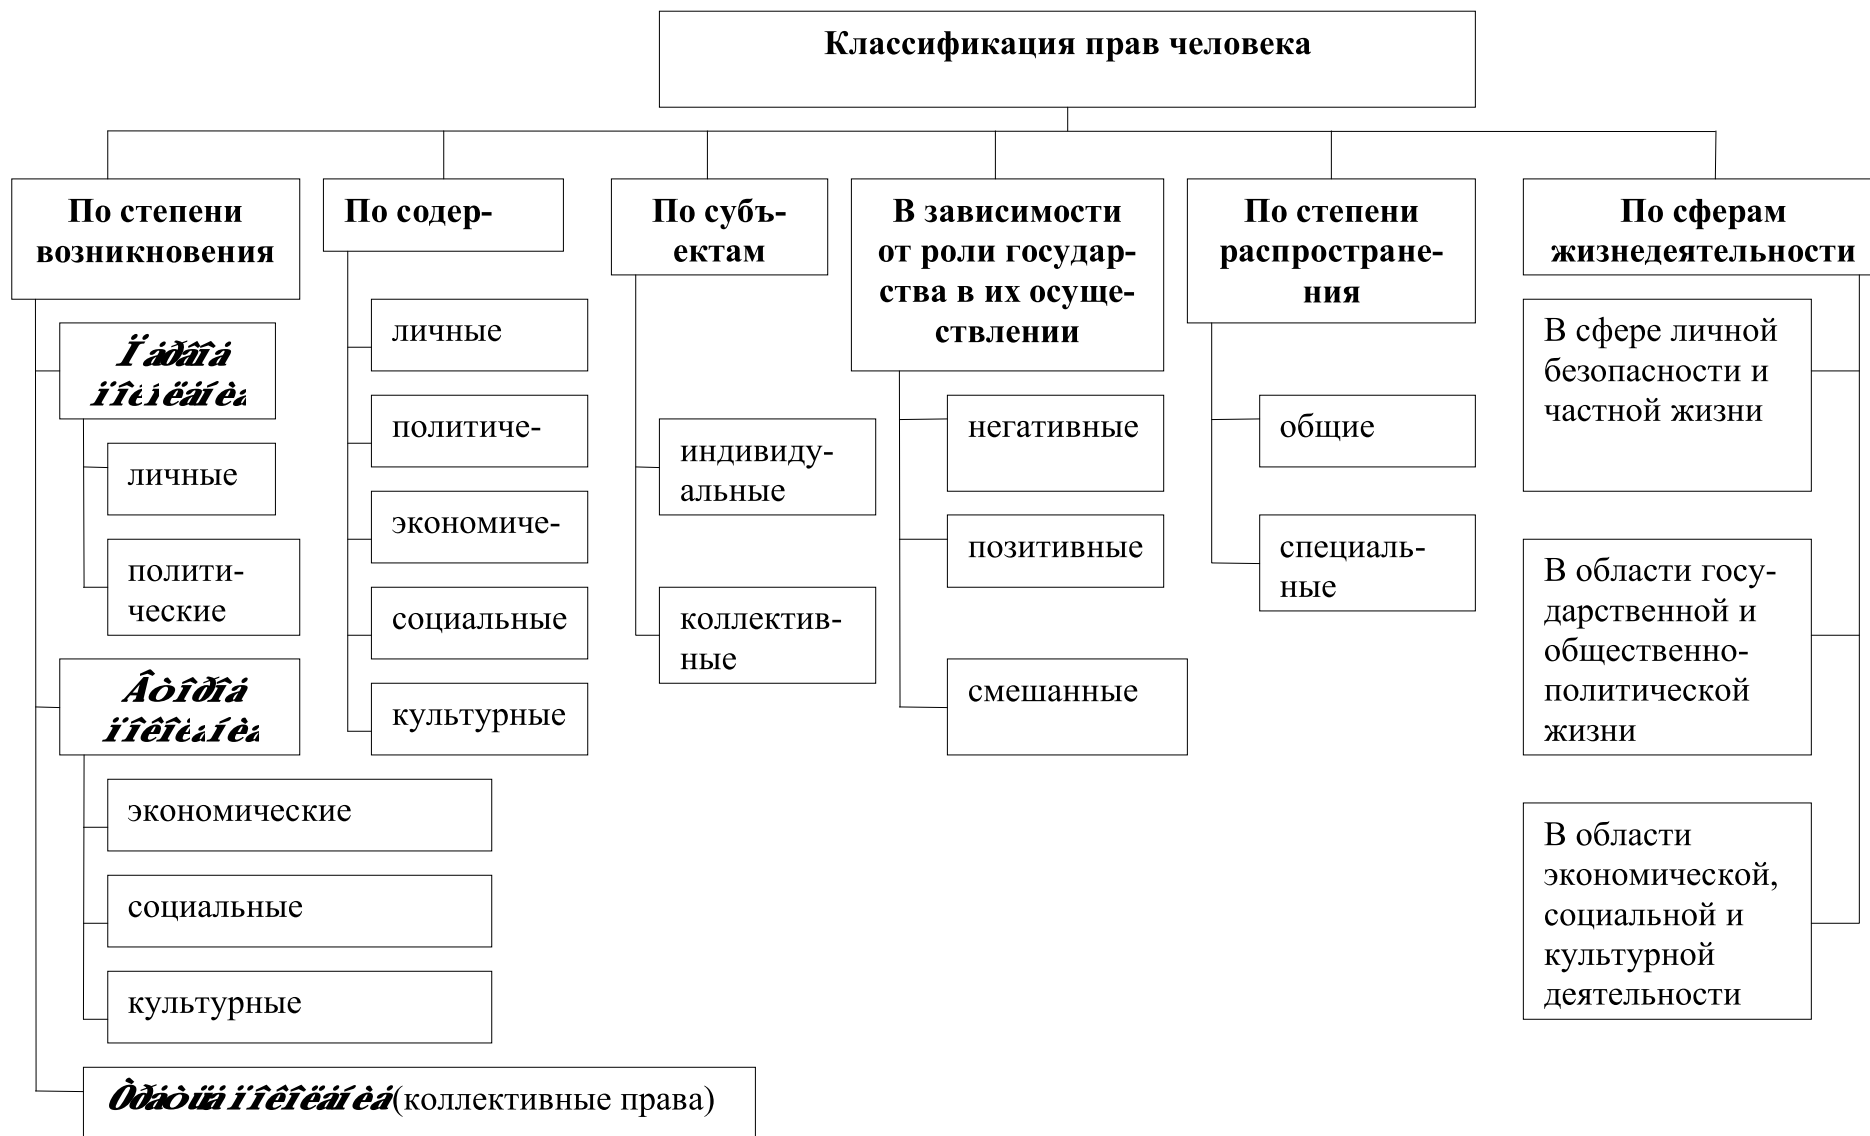 Классификация прав человека
По степени
возникновения
личные
полити-
ческие
экономические
социальные
культурные
(коллективные права)
По содер-
личные
политиче-
экономиче-
социальные
культурные
По субъ-
ектам
индивиду-
альные
коллектив-
ные
В зависимости
от роли государ-
ства в их осуще-
ствлении
негативные
позитивные
смешанные
По степени
распростране-
ния
общие
специаль-
ные
По сферам
жизнедеятельности
В сфере личной
безопасности и
частной жизни
В области госу-
дарственной и
общественно-
политической
жизни
В области
экономической,
социальной и
культурной
деятельности